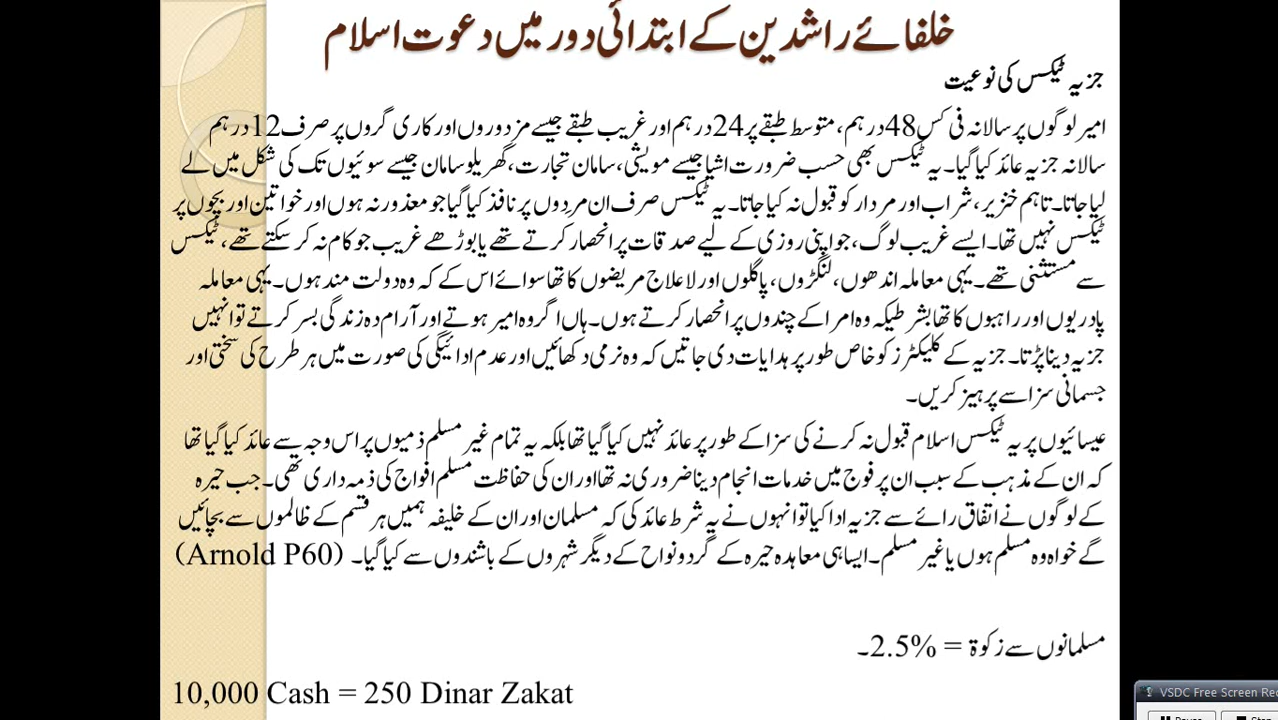 خلفائے راشدین کے ابتدائی دور میں دعوت اسلام
جزیہ ٹیکس کی نوعیت
امیر لوگوں پر سالانہ فی کس 48 درہم، متوسط طبقے پر 24 درہم اور غریب طبقے جیسے مزدوروں اور کاری گروں پر صرف 12 درہم
سالانہ جزیہ عائد کیا گیا۔ یہ ٹیکس بھی حسب ضرورت اشیا جیسے مویشی، سامان تجارت، گھریلو سامان جیسے سوئیوں تک کی شکل میں لے
لیا جاتا۔ تاہم خنزیر، شراب اور مردار کو قبول نہ کیا جاتا۔ یہ ٹیکس صرف ان مردوں پر نافذ کیا گیا جو معذور نہ ہوں اور خواتین اور بچوں پر
ٹیکس نہیں تھا۔ ایسے غریب لوگ، جو اپنی روزی کے لیے صدقات پر انحصار کرتے تھے یا بوڑھے غریب جو کام نہ کر سکتے تھے، ٹیکس
سے مستثنی تھے۔ یہی معاملہ اندھوں، لنگڑوں، پاگلوں اور لاعلاج مریضوں کا تھا سوائے اس کے کہ وہ دولت مند ہوں۔ یہی معاملہ
پادریوں اور راہبوں کا تھا بشرطیکہ وہ امرا کے چندوں پر انحصار کرتے ہوں۔ ہاں اگر وہ امیر ہوتے اور آرام دہ زندگی بسر کرتے تو انہیں
جزیہ دینا پڑتا۔ جزیہ کے کلیکٹرز کو خاص طور پر ہدایات دی جاتیں کہ وہ نرمی دکھائیں اور عدم ادائیگی کی صورت میں ہر طرح کی سختی اور
جسمانی سزا سے پرہیز کریں۔
عیسائیوں پر یہ ٹیکس اسلام قبول نہ کرنے کی سزا کے طور پر عائد نہیں کیا گیا تھا بلکہ یہ تمام غیر مسلم ذمیوں پر اس وجہ سے عائد کیا گیا تھا
کہ ان کے مذہب کے سبب ان پر فوج میں خدمات انجام دینا ضروری نہ تھا اور ان کی حفاظت مسلم افواج کی ذمہ داری تھی۔ جب حیرہ
کے لوگوں نے اتفاق رائے سے جزیہ ادا کیا تو انہوں نے یہ شرط عائد کی کہ مسلمان اور ان کے خلیفہ ہمیں ہر قسم کے ظالموں سے بچائیں
گے خواہ وہ مسلم ہوں یا غیر مسلم۔ ایسا ہی معاہدہ حیرہ کے گردونواح کے دیگر شہروں کے باشندوں سے کیا گیا۔ (Arnold P60)
مسلمانوں سے زکوۃ = 2.5%۔
10,000 Cash = 250 Dinar Zakat
VSDC Free Screen Rec